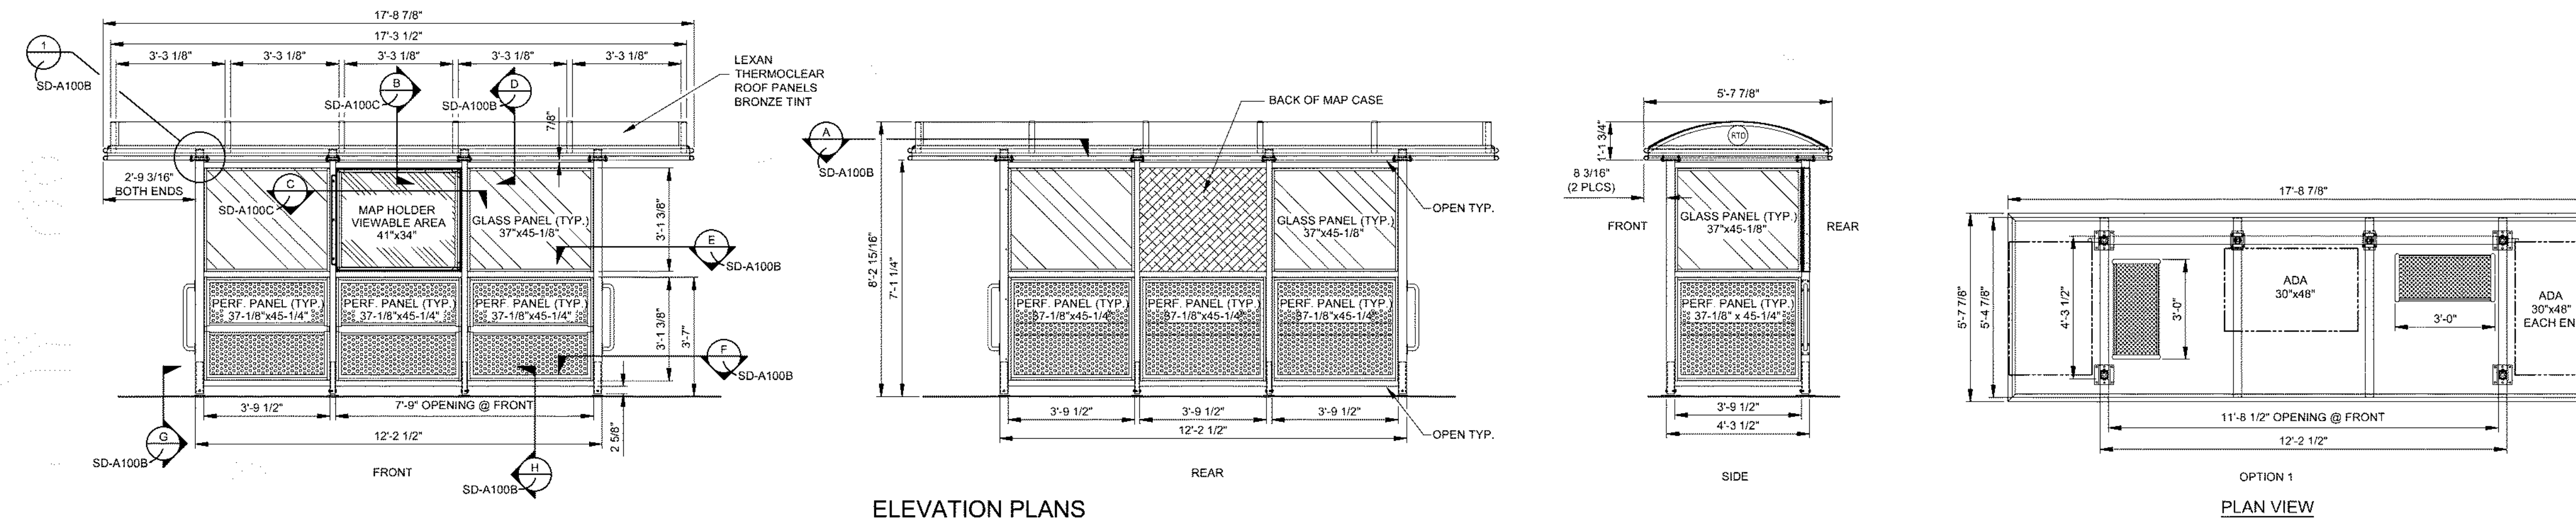 17'-8 7/8"
17'-3 1/2"
3'-3 1/8"
3'-3 1/8"
3'-3 1/8"
3'-3 1/8"
3'-3 1/8"
1
SD-A100B
B
SD-A100C
D
SD-A100B
7/8"
LEXAN
THERMOCLEAR
ROOF PANELS
BRONZE TINT
2'-9 3/16"
BOTH ENDS
C
SD-A100C
MAP HOLDER
VIEWABLE AREA
41"x34"
GLASS PANEL (TYP.)
37"x45-1/8"
3'-1 3/8"
E
SD-A100B
PERF. PANEL (TYP.)
37-1/8"x45-1/4"
PERF. PANEL (TYP.)
37-1/8"x45-1/4"
PERF. PANEL (TYP.)
37-1/8"x45-1/4"
3'-1 3/8"
3'-7"
F
SD-A100B
3'-9 1/2"
7'-9" OPENING @ FRONT
2 5/8"
12'-2 1/2"
G
SD-A100B
H
SD-A100B
FRONT
A
SD-A100B
8'-2 15/16"
7'-1 1/4"
BACK OF MAP CASE
OPEN TYP.
GLASS PANEL (TYP.)
37"x45-1/8"
PERF. PANEL (TYP.)
37-1/8"x45-1/4"
PERF. PANEL (TYP.)
37-1/8"x45-1/4"
PERF. PANEL (TYP.)
37-1/8"x45-1/4"
3'-9 1/2"
3'-9 1/2"
3'-9 1/2"
12'-2 1/2"
OPEN TYP.
REAR
ELEVATION PLANS
5'-7 7/8"
1'-1 3/4"
RTD
8 3/16"
(2 PLCS)
FRONT
GLASS PANEL (TYP.)
37"x45-1/8"
REAR
PERF. PANEL (TYP.)
37-1/8" x 45-1/4"
3'-9 1/2"
4'-3 1/2"
SIDE
17'-8 7/8"
5'-7 7/8"
5'-4 7/8"
4'-3 1/2"
3'-0"
ADA
30"x48"
3'-0"
ADA
30"x48"
EACH EN
11'-8 1/2" OPENING @ FRONT
12'-2 1/2"
OPTION 1
PLAN VIEW